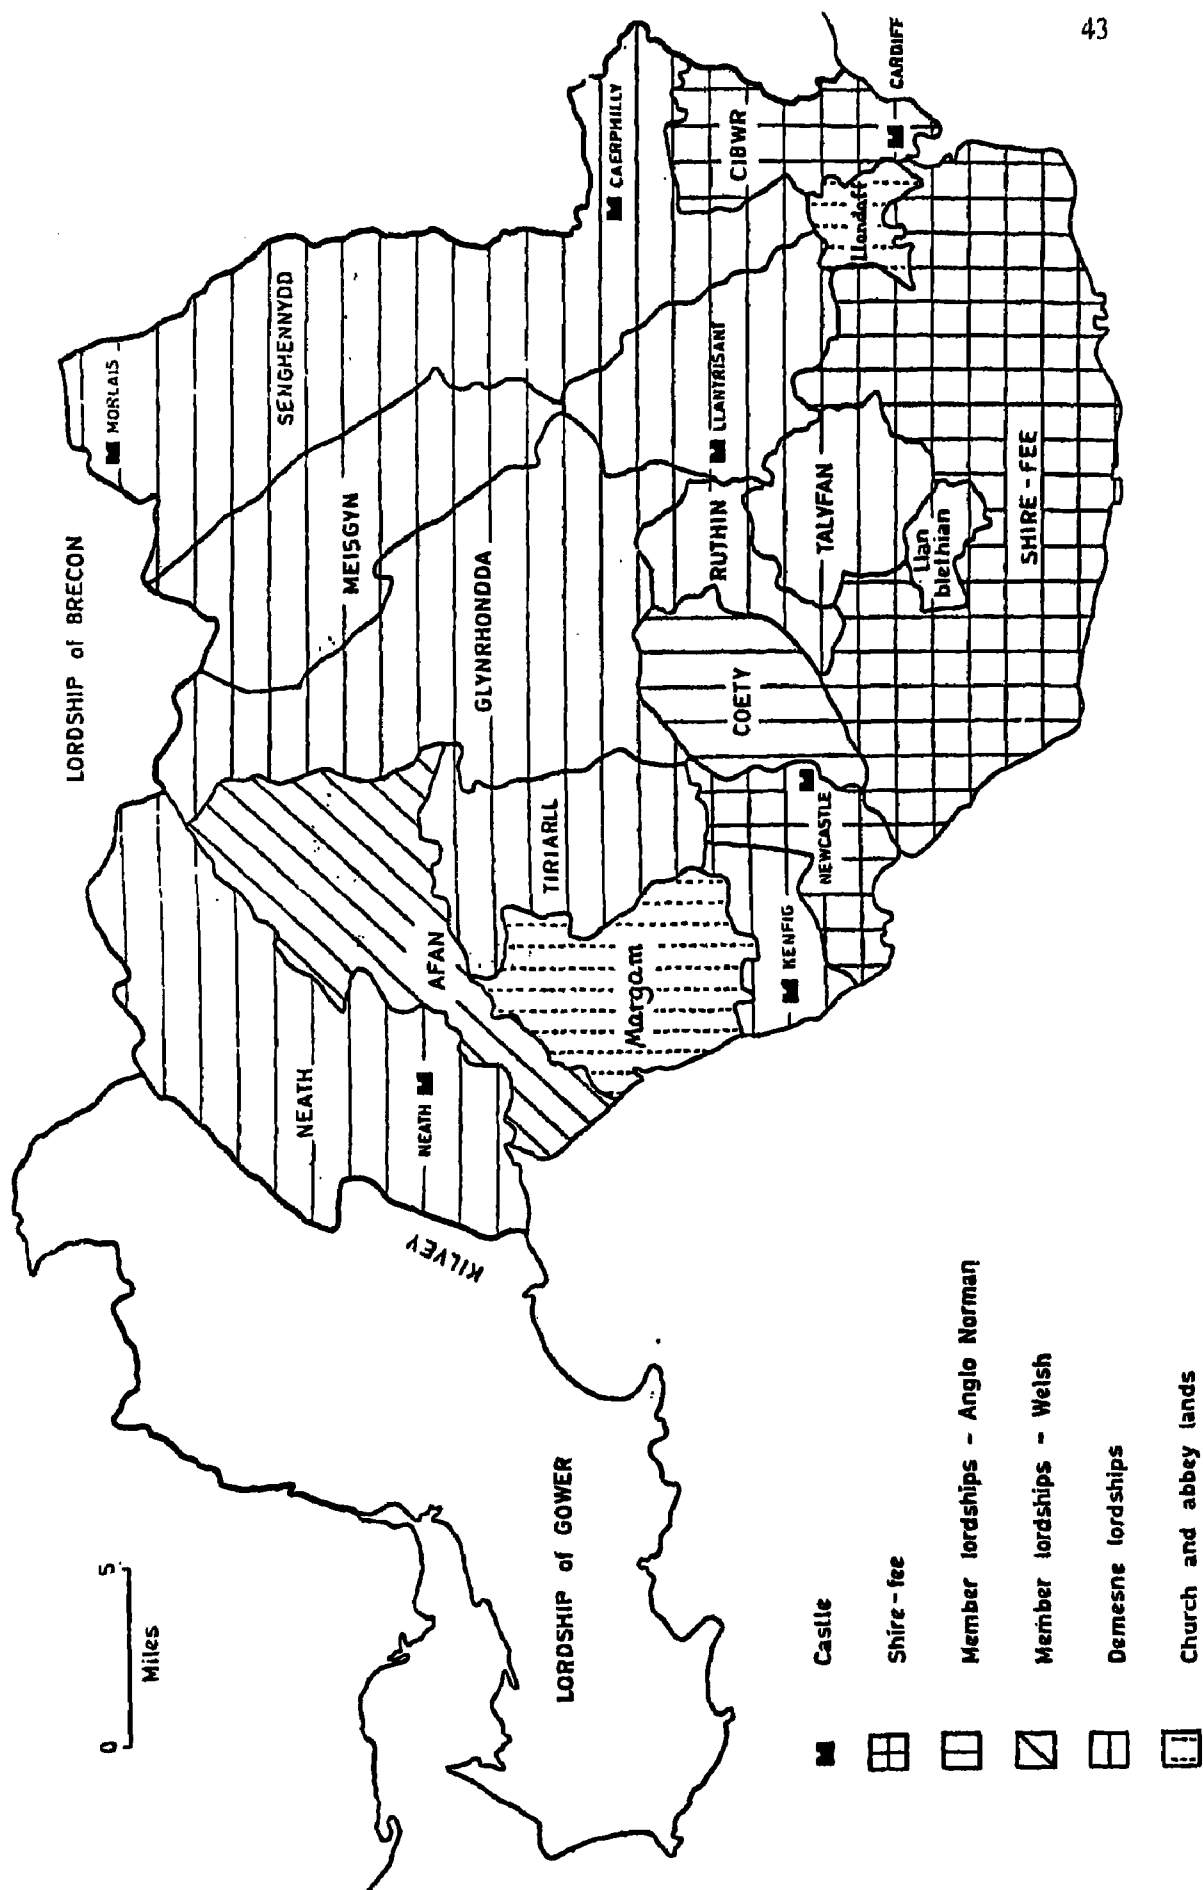 43
LORDSHIP of BRECON
MORLAIS
SENGHENNYDD
CAERPHILLY
CIBWR
CARDIFF
Llandaff
MEISGYN
LLANTRISANT
GLYNRHONDDA
RUTHIN
TALYFAN
Llan
blethian
SHIRE - FEE
COETY
TIRIARLL
NEWCASTLE
KENFIG
AFAN
Margam
NEATH
NEATH
KILVEY
LORDSHIP of GOWER
0 5
Miles
Castle
Shire - fee
Member lordships - Anglo Norman
Member lordships - Welsh
Demesne lordships
Church and abbey lands